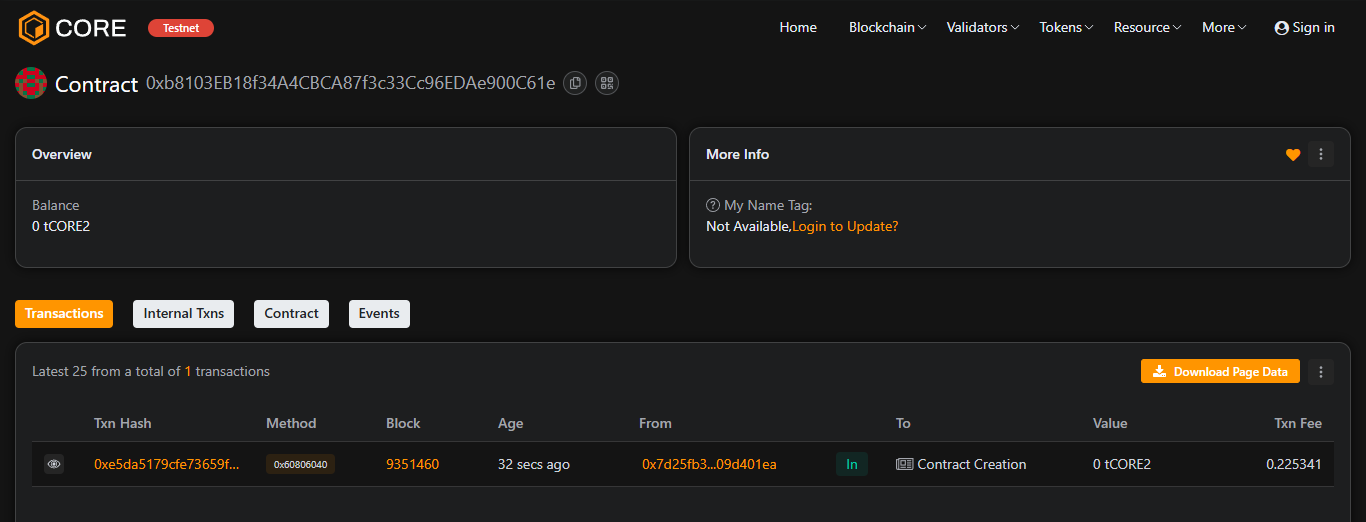 CORE Testnet Home Blockchain Validators Tokens Resource More Sign in
Contract 0xb8103EB18f34A4CBCA87f3c33Cc96EDAe900C61e
Overview
Balance
0 tCORE2
More Info
My Name Tag:
Not Available,Login to Update?
Transactions Internal Txns Contract Events
Latest 25 from a total of 1 transactions Download Page Data
Txn Hash Method Block Age From To Value Txn Fee
0xe5da5179cfe73659f... 0x60806040 9351460 32 secs ago 0x7d25fb3...09d401ea In Contract Creation 0 tCORE2 0.225341